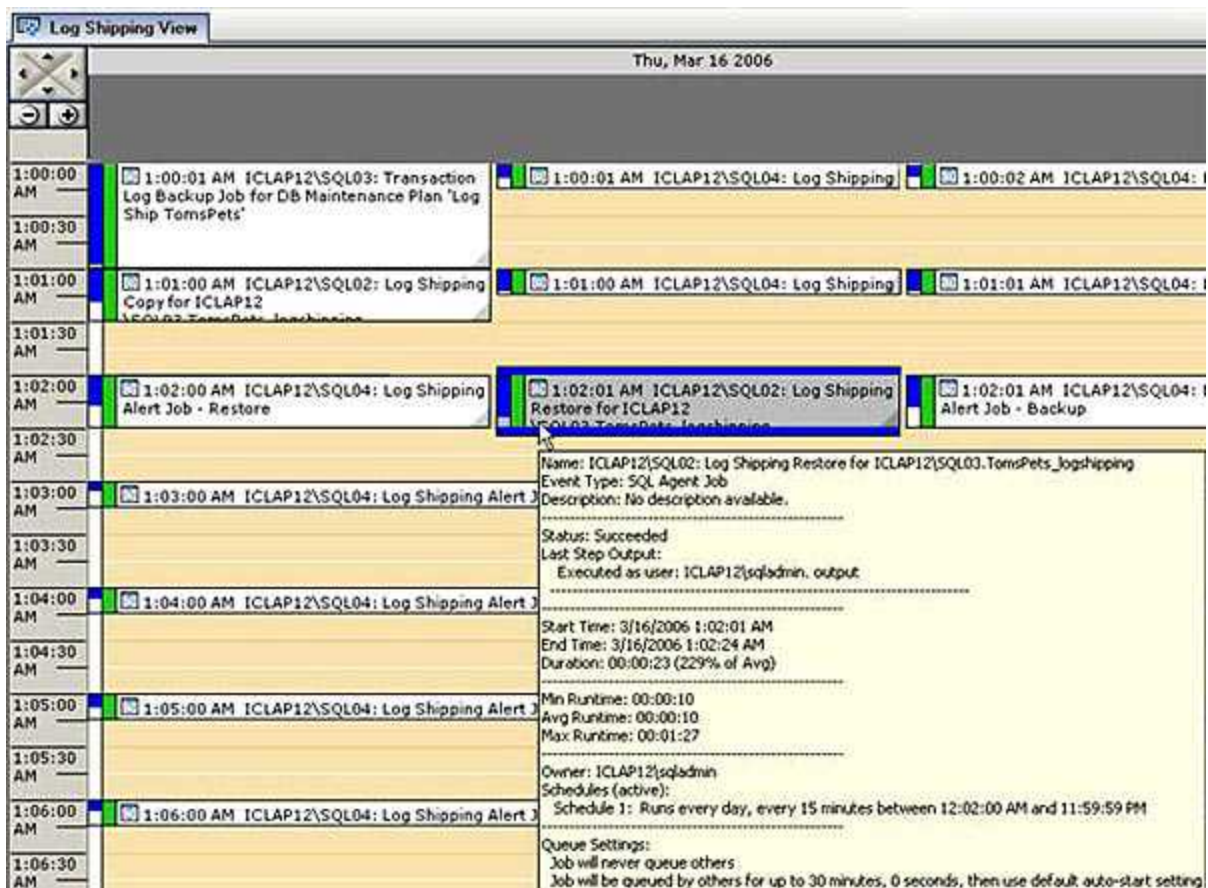 Log Shipping View
Thu, Mar 16 2006
1:00:00
AM
1:00:30
AM
1:01:00
AM
1:01:30
AM
1:02:00
AM
1:02:30
AM
1:03:00
AM
1:03:30
AM
1:04:00
AM
1:04:30
AM
1:05:00
AM
1:05:30
AM
1:06:00
AM
1:06:30
AM
1:00:01 AM ICLAP12\SQL03: Transaction
Log Backup Job for DB Maintenance Plan 'Log
Ship TomsPets'
1:00:01 AM ICLAP12\SQL04: Log Shipping
1:00:02 AM ICLAP12\SQL04:
1:01:00 AM ICLAP12\SQL02: Log Shipping
Copy for ICLAP12
\SQL03.TomsPets_logshipping
1:01:00 AM ICLAP12\SQL04: Log Shipping
1:01:01 AM ICLAP12\SQL04:
1:02:00 AM ICLAP12\SQL04: Log Shipping
Alert Job - Restore
1:02:01 AM ICLAP12\SQL02: Log Shipping
Restore for ICLAP12
\SQL03.TomsPets_logshipping
1:02:01 AM ICLAP12\SQL04:
Alert Job - Backup
1:03:00 AM ICLAP12\SQL04: Log Shipping Alert J
1:04:00 AM ICLAP12\SQL04: Log Shipping Alert J
1:05:00 AM ICLAP12\SQL04: Log Shipping Alert J
1:06:00 AM ICLAP12\SQL04: Log Shipping Alert J
Name: ICLAP12\SQL02: Log Shipping Restore for ICLAP12\SQL03.TomsPets_logshipping
Event Type: SQL Agent Job
Description: No description available.
Status: Succeeded
Last Step Output:
Executed as user: ICLAP12\sqladmin. output
Start Time: 3/16/2006 1:02:01 AM
End Time: 3/16/2006 1:02:24 AM
Duration: 00:00:23 (229% of Avg)
Min Runtime: 00:00:10
Avg Runtime: 00:00:10
Max Runtime: 00:01:27
Owner: ICLAP12\sqladmin
Schedules (active):
Schedule 1: Runs every day, every 15 minutes between 12:02:00 AM and 11:59:59 PM
Queue Settings:
Job will never queue others
Job will be queued by others for up to 30 minutes, 0 seconds, then use default auto-start setting